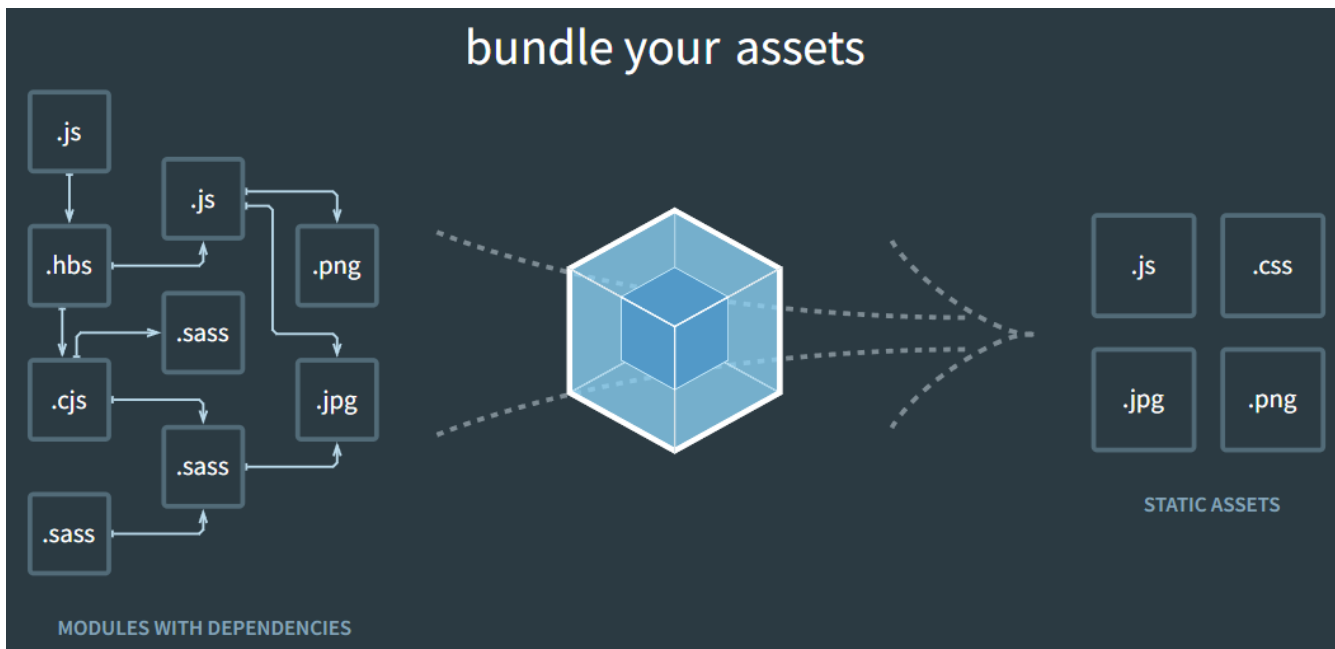 bundle your assets
.js
.js
.hbs
.png
.sass
.cjs
.jpg
.sass
.sass
MODULES WITH DEPENDENCIES
.js
.css
.jpg
.png
STATIC ASSETS